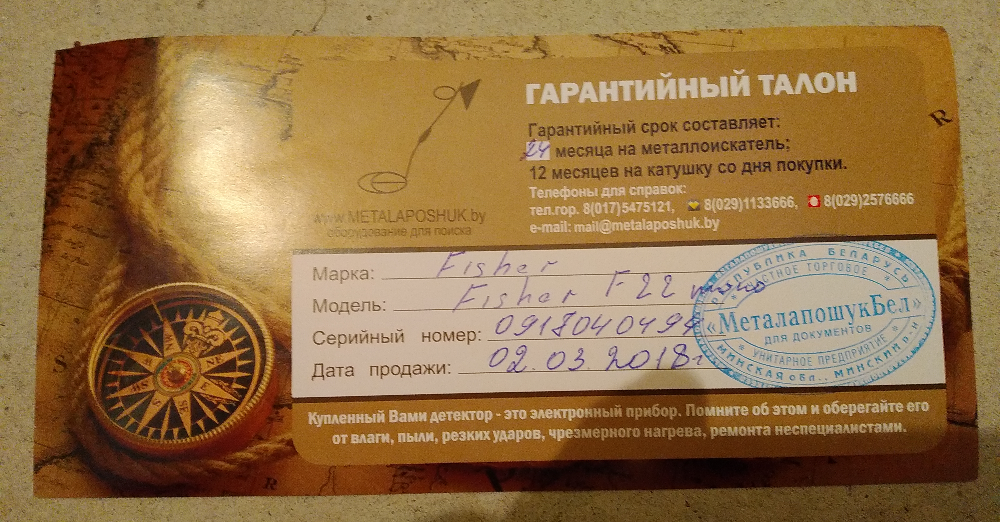 ГАРАНТИЙНЫЙ ТАЛОН
Гарантийный срок составляет:
24 месяца на металлоискатель;
12 месяцев на катушку со дня покупки.
Телефоны для справок:
тел.гор. 8(017)5475121, 8(029)1133666, 8(029)2576666
e-mail: mail@metalaposhuk.by
www.METALAPOSHUK.by
оборудование для поиска
Марка: Fisher
Модель: Fisher F22 моно
Серийный номер:
Дата продажи: 02.03.2018г
РЕСПУБЛИКА БЕЛАРУСЬ
ЧАСТНОЕ ТОРГОВОЕ
«МеталапошукБел»
ДЛЯ ДОКУМЕНТОВ
УНИТАРНОЕ ПРЕДПРИЯТИЕ
МИНСКАЯ обл., МИНСКИЙ р-н
Купленный Вами детектор - это электронный прибор. Помните об этом и оберегайте его
от влаги, пыли, резких ударов, чрезмерного нагрева, ремонта неспециалистами.
R
R
S
NE
E
SE
S
WS